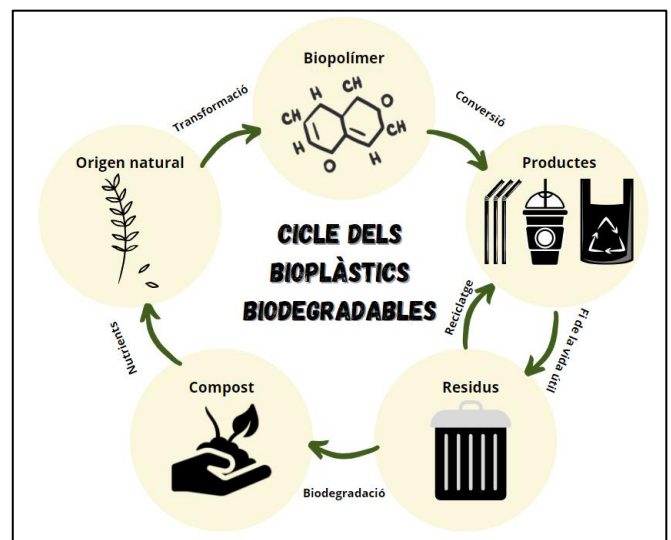 Biopolímer
CH
H
CH
O
CH
H
O
H
Transformació
Conversió
Origen natural
Productes
CICLE DELS
BIOPLÀSTICS
BIODEGRADABLES
Reciclatge
Fi de la vida útil
Nutrients
Compost
Residus
Biodegradació